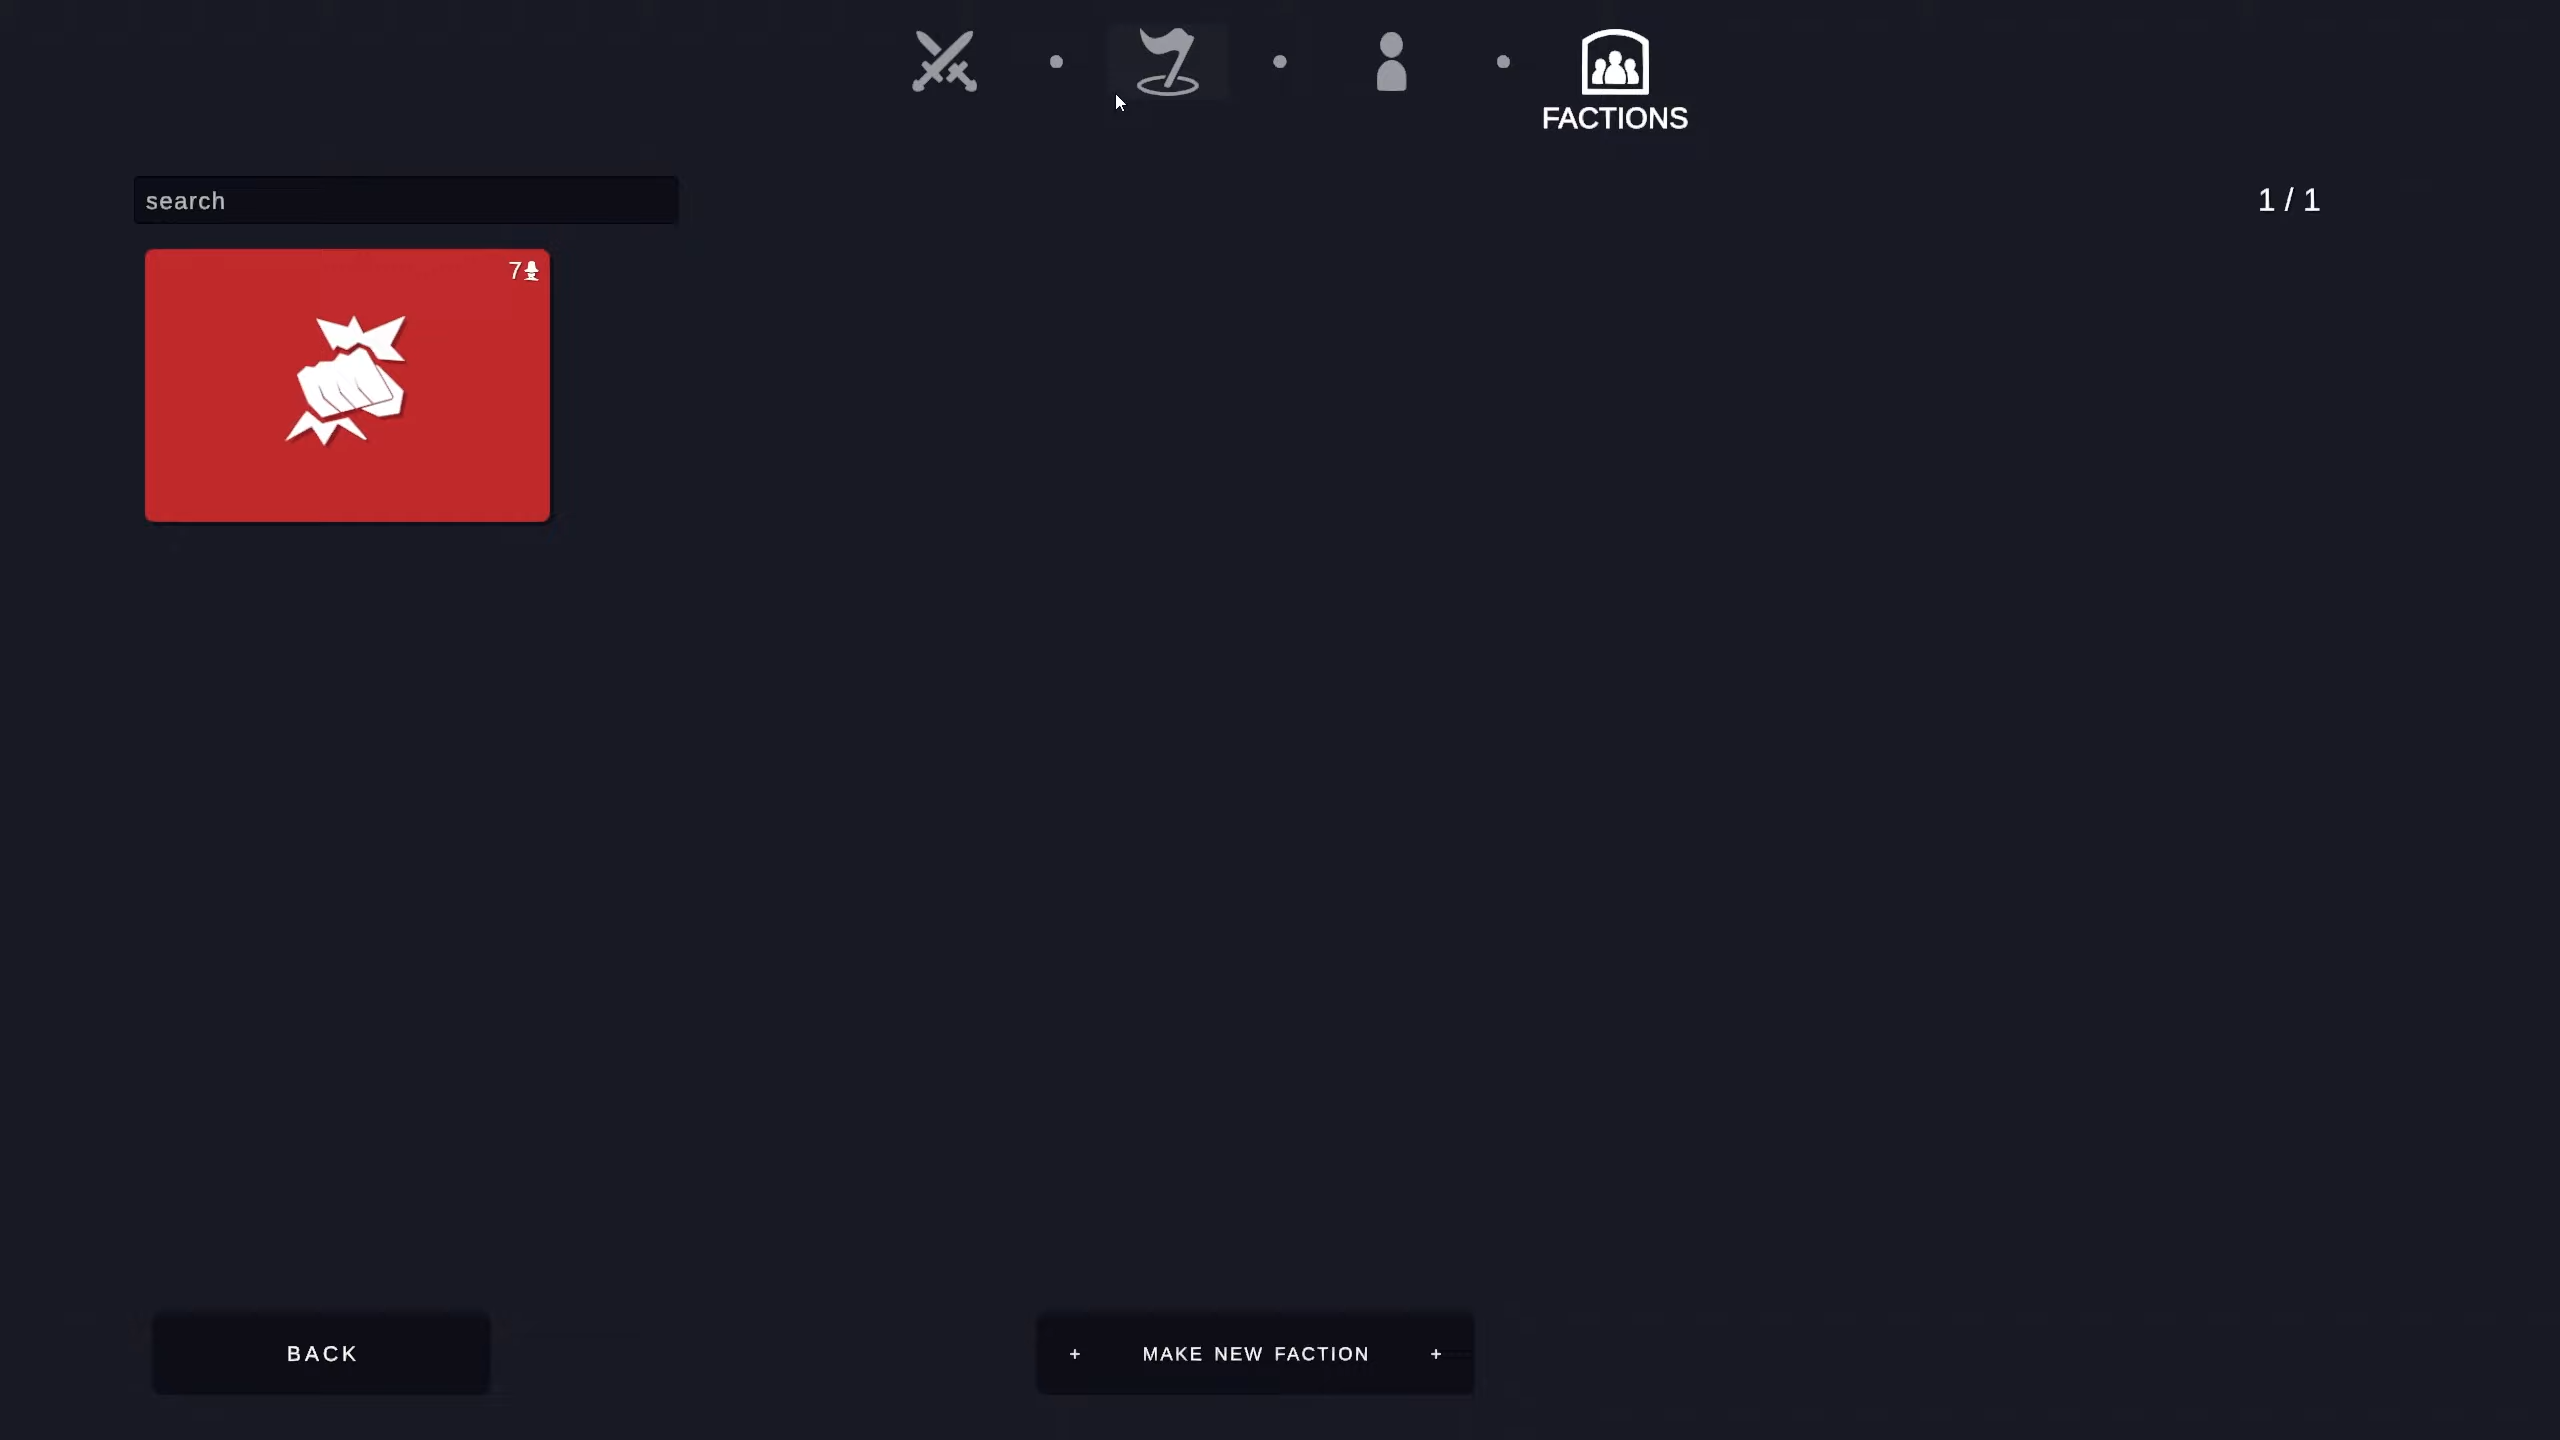 FACTIONS
search
1 / 1
7
BACK
+ MAKE NEW FACTION +